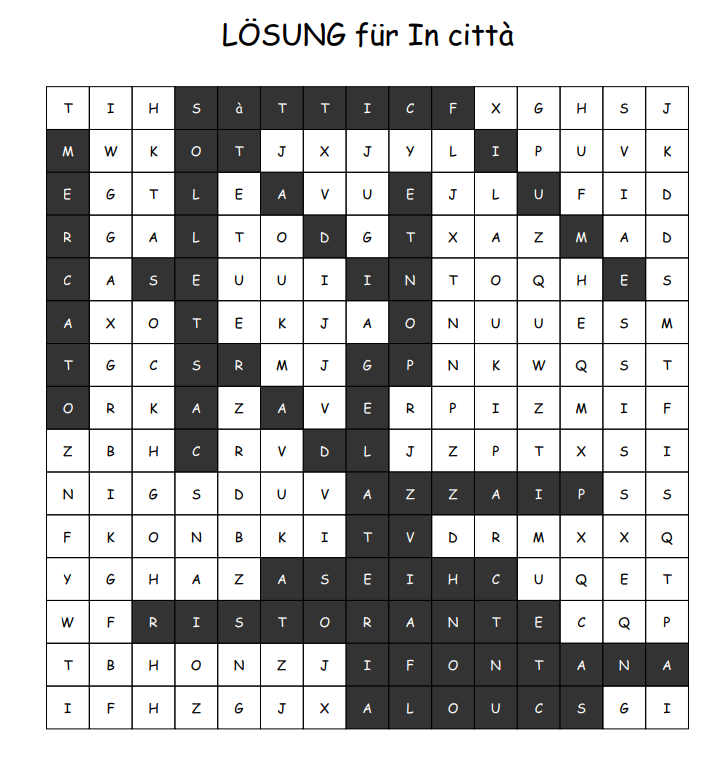 LÖSUNG für In città
T I H S à T T I C F X G H S J
M W K O T J X J Y L I P U V K
E G T L E A V U E J L U F I D
R G A L T O D G T X A Z M A D
C A S E U U I I N T O Q H E S
A X O T E K J A O N U U E S M
T G C S R M J G P N K W Q S T
O R K A Z A V E R P I Z M I F
Z B H C R V D L J Z P T X S I
N I G S D U V A Z Z A I P S S
F K O N B K I T V D R M X X Q
Y G H A Z A S E I H C U Q E T
W F R I S T O R A N T E C Q P
T B H O N Z J I F O N T A N A
I F H Z G J X A L O U C S G I